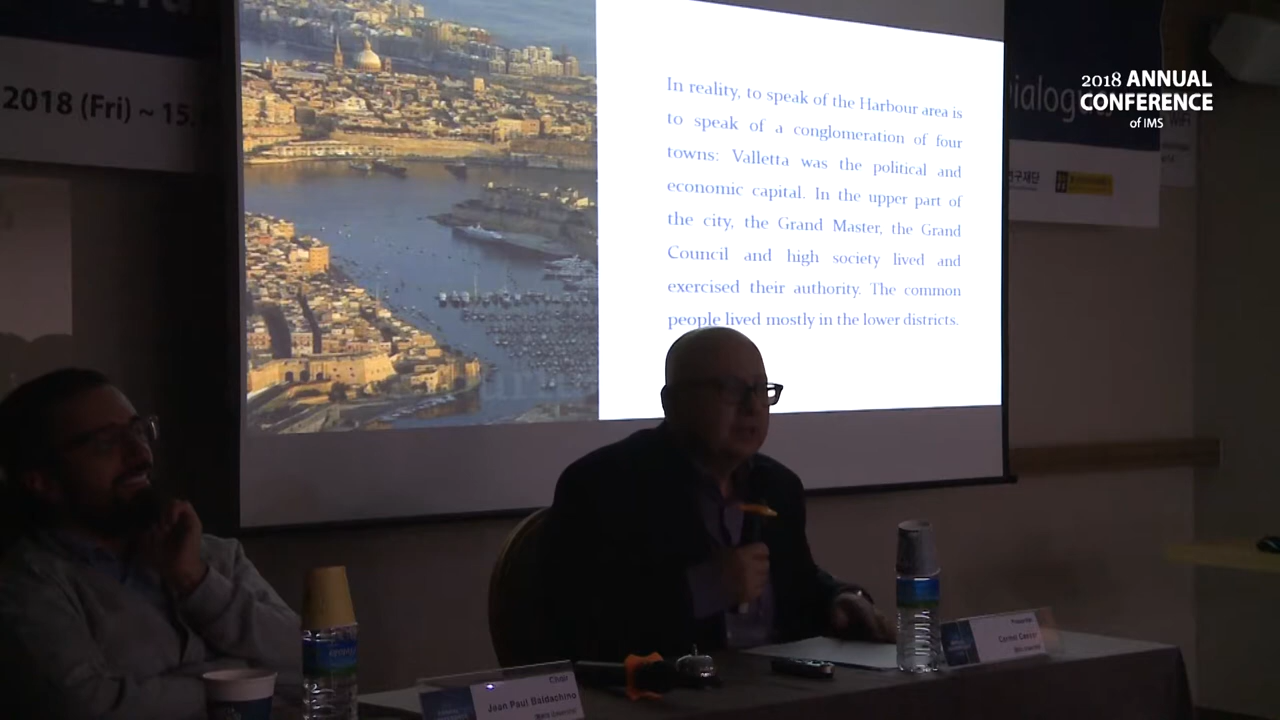 2018 (Fri) ~ 15.
2018 ANNUAL
CONFERENCE
of IMS
In reality, to speak of the Harbour area is
to speak of a conglomeration of four
towns: Valletta was the political and
economic capital. In the upper part of
the city, the Grand Master, the Grand
Council and high society lived and
exercised their authority. The common
people lived mostly in the lower districts.
Chair
Jean Paul Baldacchino
Presenter